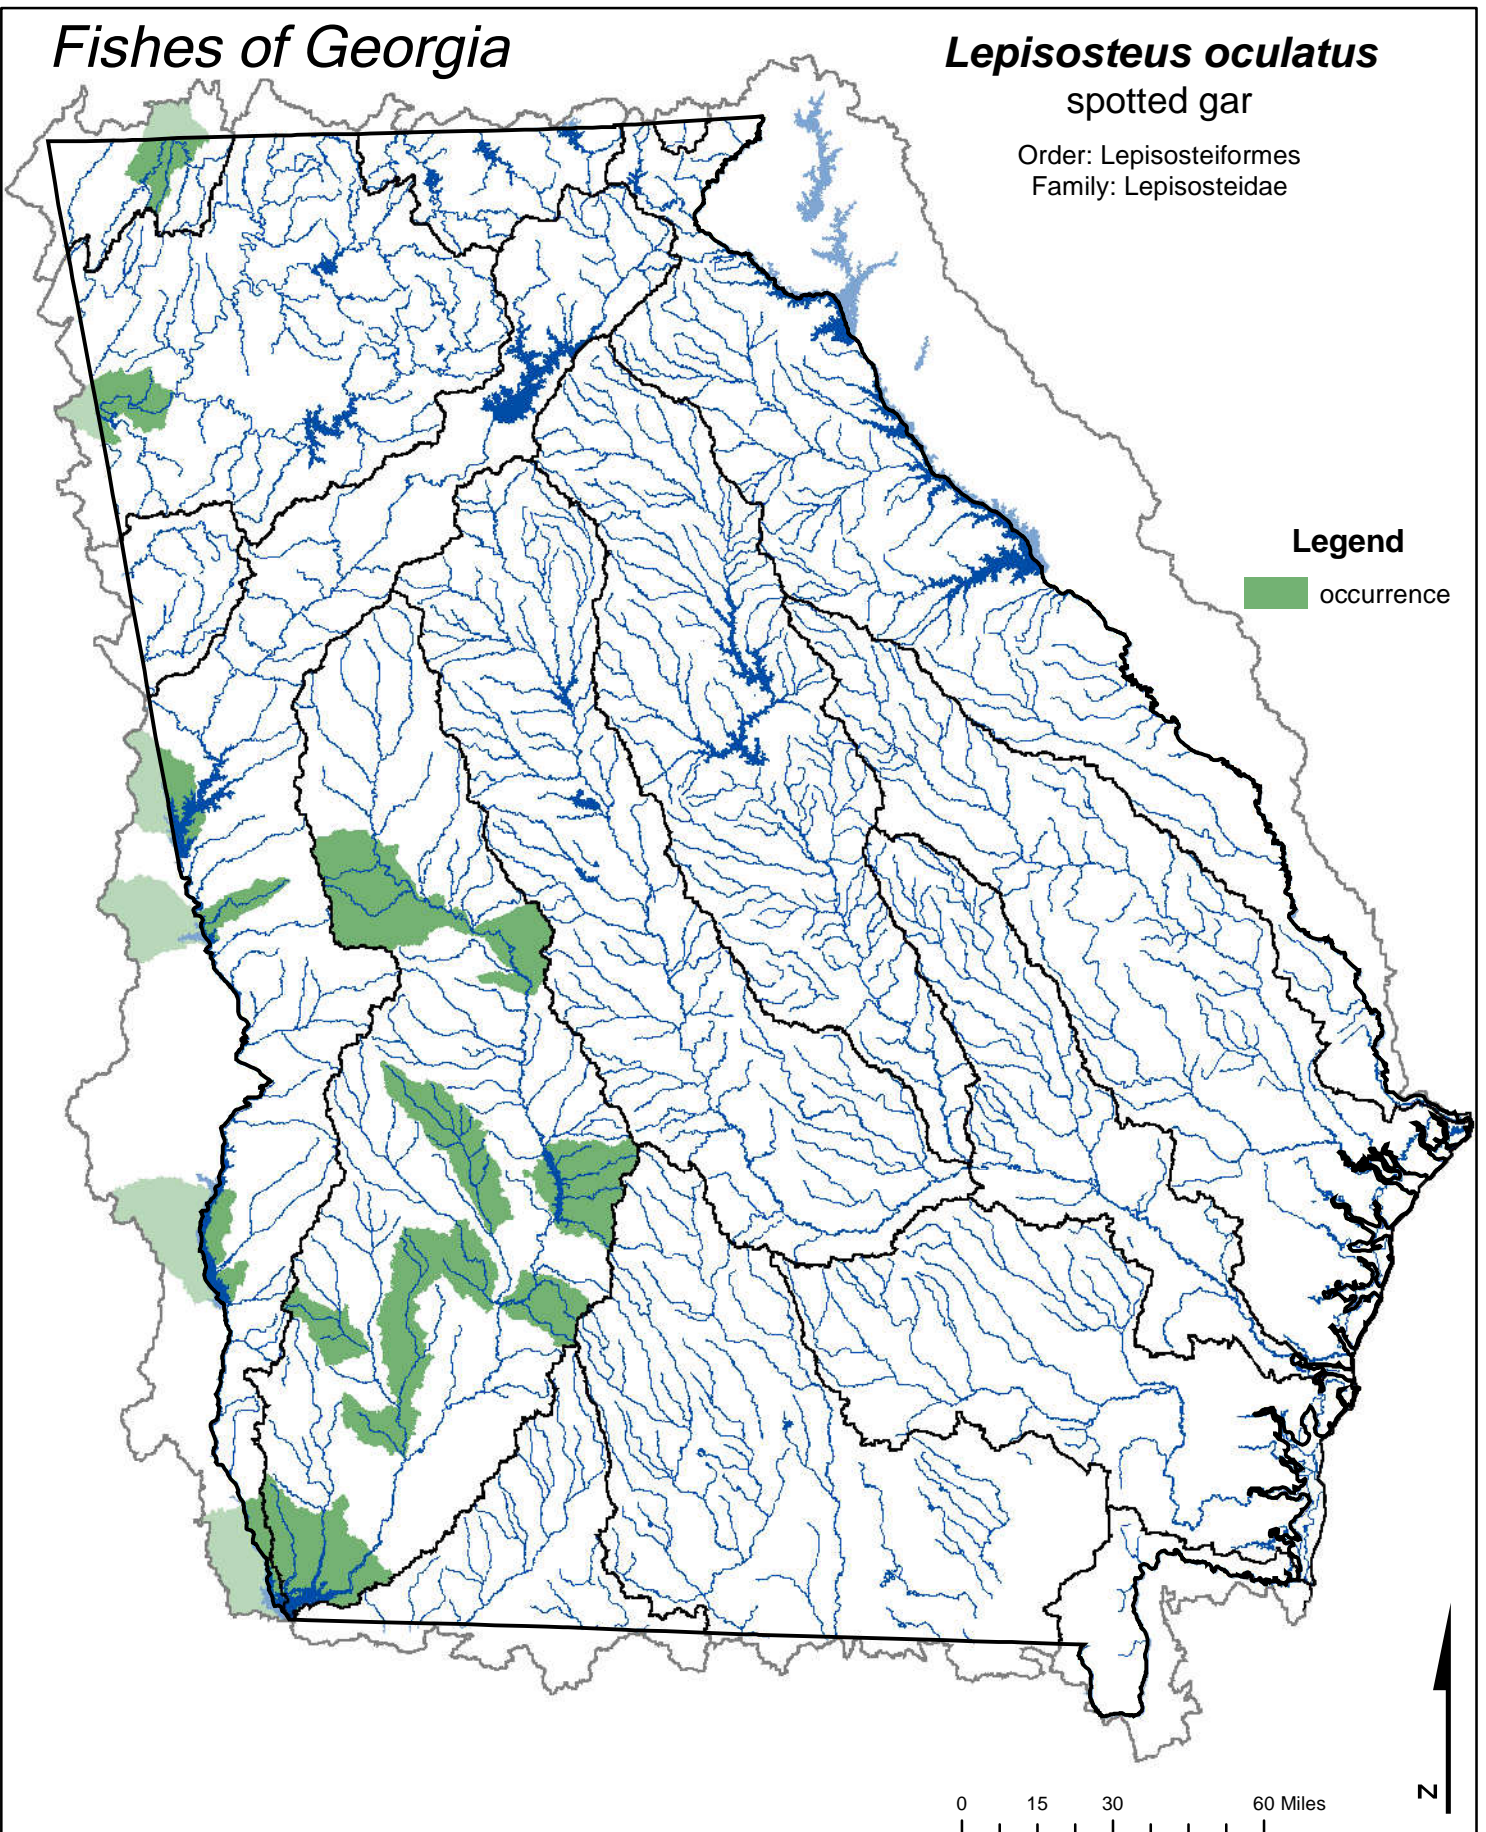 Fishes of Georgia
Lepisosteus oculatus
spotted gar
Order: Lepisosteiformes
Family: Lepisosteidae
Legend
occurrence
N
0 15 30 60 Miles